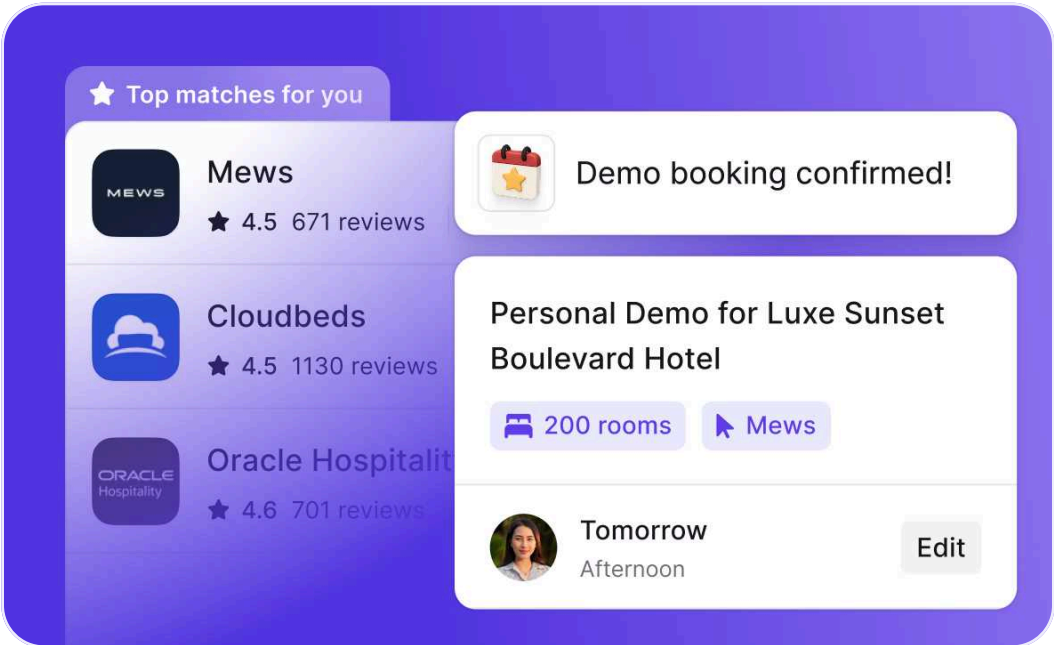 Top matches for you
MEWS
Mews
4.5 671 reviews
Cloudbeds
4.5 1130 reviews
ORACLE
Hospitality
Oracle Hospitalit
4.6 701 reviews
Demo booking confirmed!
Personal Demo for Luxe Sunset
Boulevard Hotel
200 rooms
Mews
Tomorrow
Afternoon
Edit